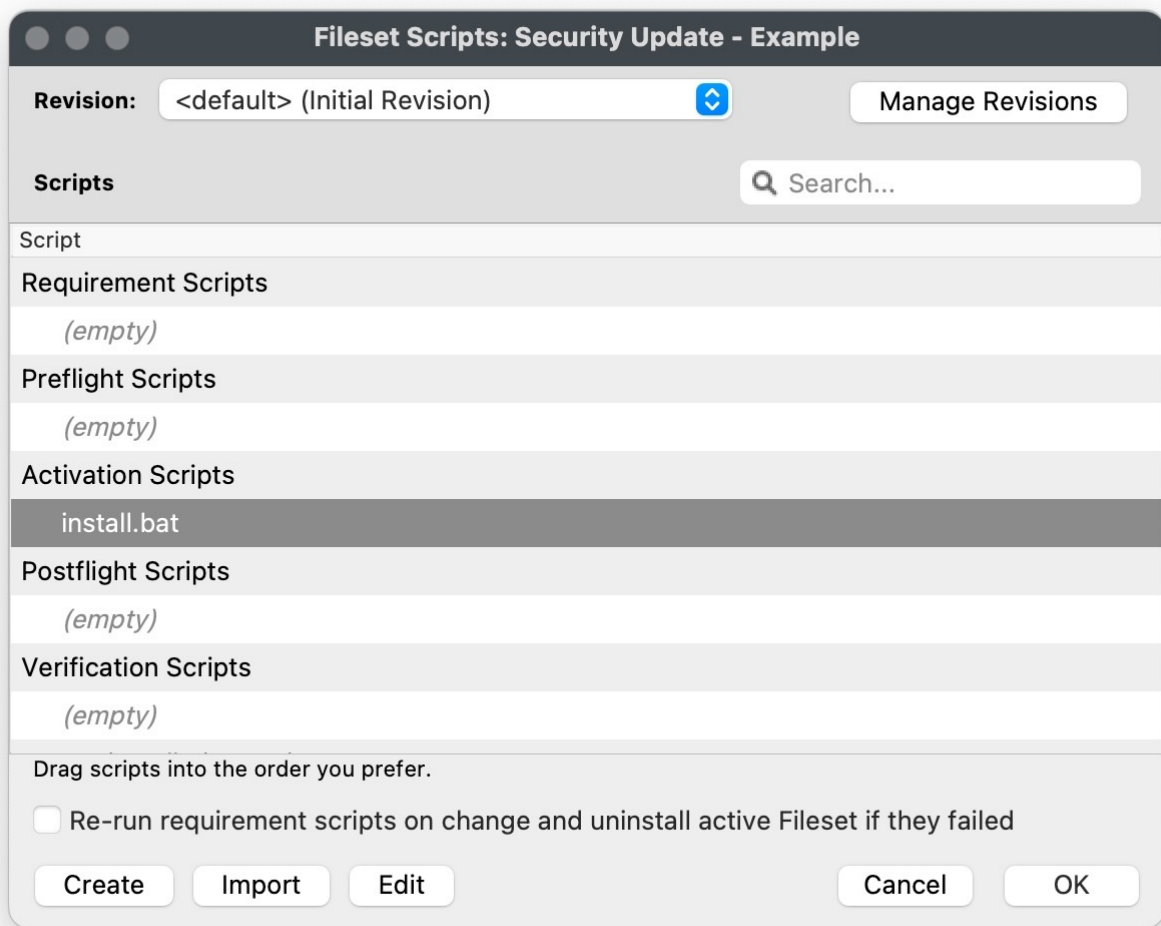 Fileset Scripts: Security Update - Example
Revision: <default> (Initial Revision) Manage Revisions
Scripts Search...
Script
Requirement Scripts
(empty)
Preflight Scripts
(empty)
Activation Scripts
install.bat
Postflight Scripts
(empty)
Verification Scripts
(empty)
Drag scripts into the order you prefer.
Re-run requirement scripts on change and uninstall active Fileset if they failed
Create Import Edit Cancel OK